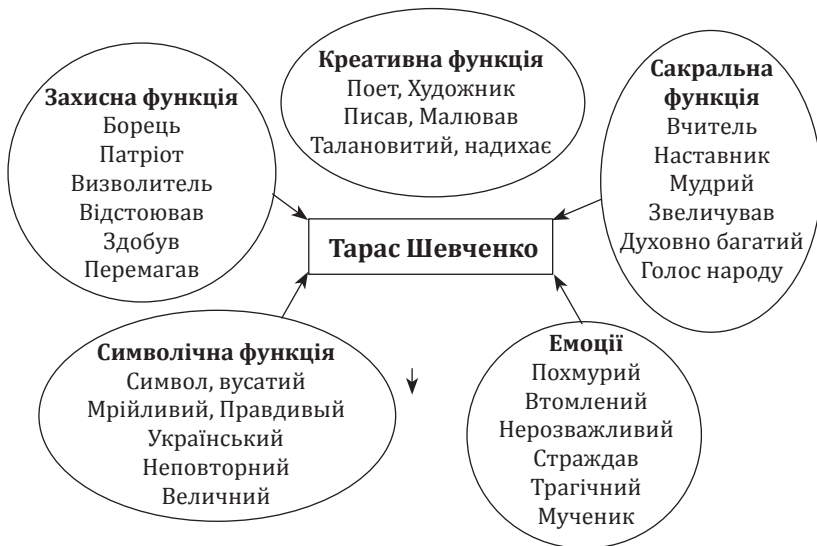 Захисна функція
Борець
Патріот
Визволитель
Відстоював
Здобув
Перемагав
Креативна функція
Поет, Художник
Писав, Малював
Талановитий, надихає
Сакральна
функція
Вчитель
Наставник
Мудрий
Звеличував
Духовно багатий
Голос народу
Тарас Шевченко
Символічна функція
Символ, вусатий
Мрійливий, Правдивый
Український
Неповторний
Величний
Емоції
Похмурий
Втомлений
Нерозважливий
Страждав
Трагічний
Мученик